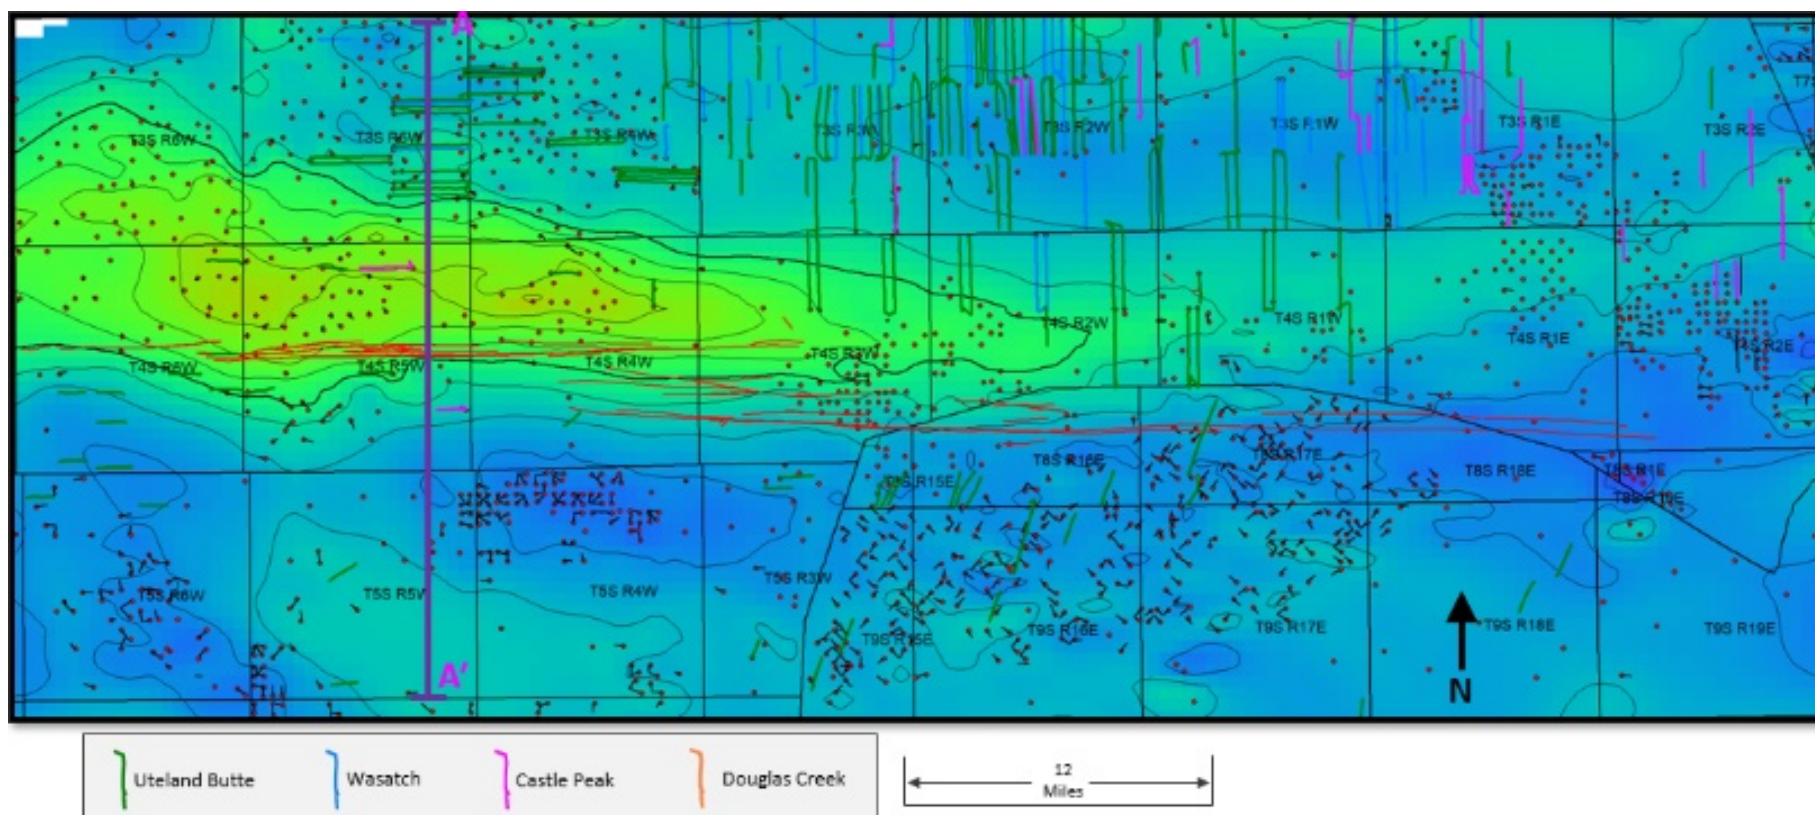 A
T7
T3S R6W
T3S R5W
T3S R4W
T3S R3W
T3S R2W
T3S R1W
T3S R1E
T3S R2E
T4S R6W
T4S R5W
T4S R4W
T4S R3W
T4S R2W
T4S R1W
T4S R1E
T4S R2E
T8S R15E
T8S R16E
T8S R17E
T8S R18E
T8S R1E
T8S R19E
T5S R6W
T5S R5W
T5S R4W
T5S R3W
T9S R15E
T9S R16E
T9S R17E
T9S R18E
T9S R19E
A'
N
Uteland Butte
Wasatch
Castle Peak
Douglas Creek
12
Miles